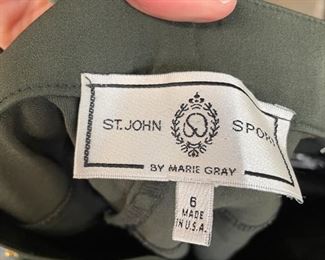 ST. JOHN SPORT
BY MARIE GRAY
6
MADE
IN U.S.A.